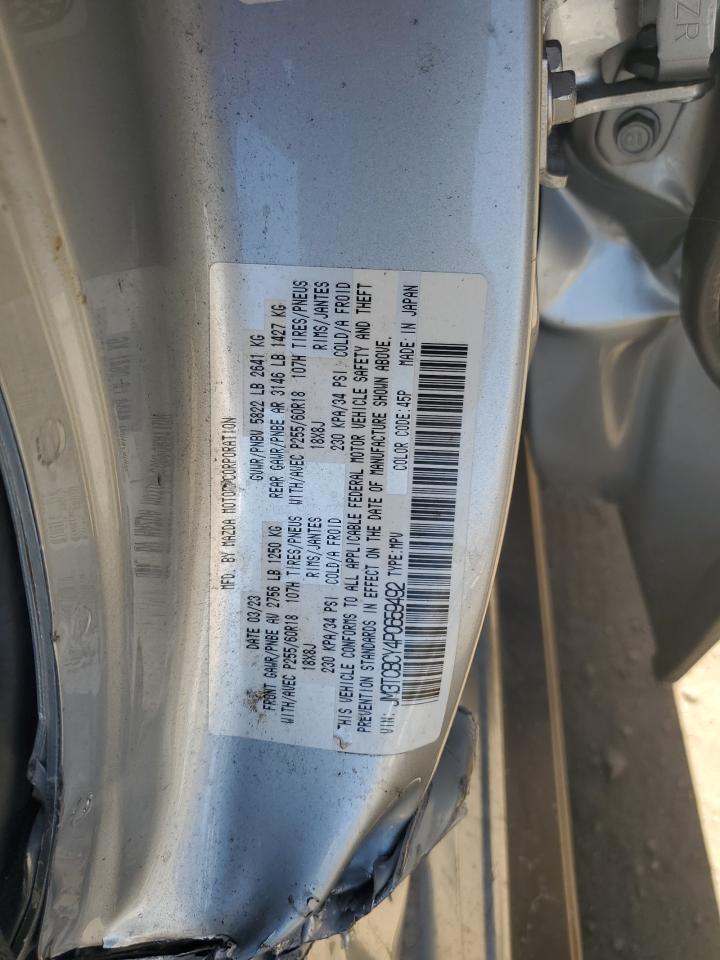 MFD. BY MAZDA MOTOR CORPORATION
DATE 03/23 GVWR/PNBV 5822 LB 2641 KG
FRONT GAWR/PNBE AV 2756 LB 1250 KG REAR GAWR/PNBE AR 3146 LB 1427 KG
WITH/AVEC P255/60R18 107H TIRES/PNEUS WITH/AVEC P255/60R18 107H TIRES/PNEUS
18X8J RIMS/JANTES 18X8J RIMS/JANTES
230 KPA/34 PSI COLD/A FROID 230 KPA/34 PSI COLD/A FROID
THIS VEHICLE CONFORMS TO ALL APPLICABLE FEDERAL MOTOR VEHICLE SAFETY AND THEFT
PREVENTION STANDARDS IN EFFECT ON THE DATE OF MANUFACTURE SHOWN ABOVE.
VIN: JM3TCBCY4P0659492 TYPE:MPV COLOR CODE:45P MADE IN JAPAN
ZR